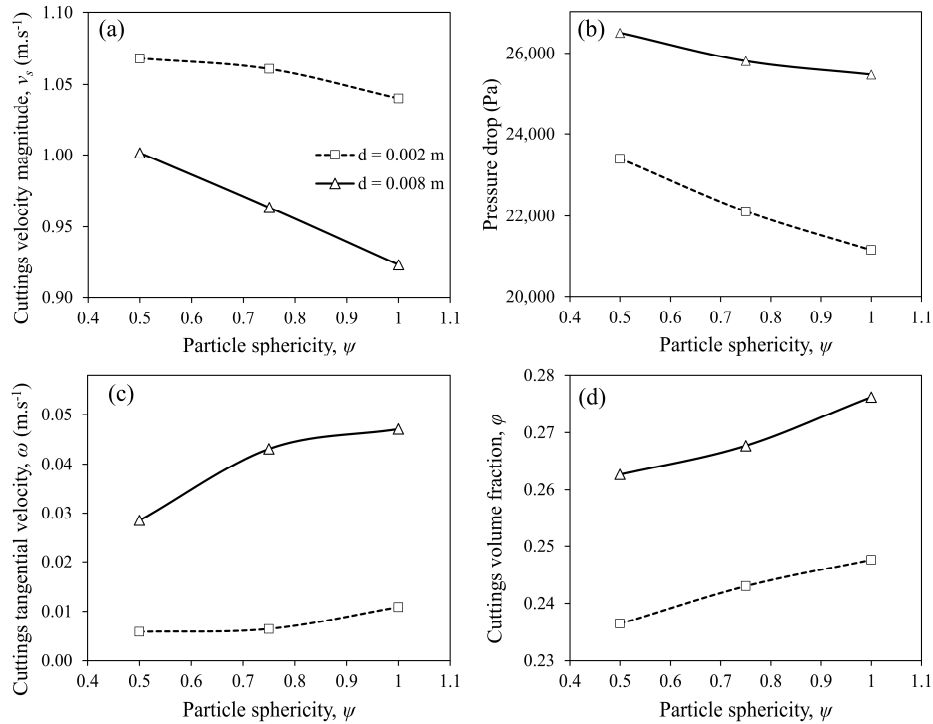 (a)
Cuttings velocity magnitude, vs (m.s-1)
1.10
1.05
1.00
0.95
0.90
d = 0.002 m
d = 0.008 m
0.4 0.5 0.6 0.7 0.8 0.9 1 1.1
Particle sphericity, ψ
(b)
Pressure drop (Pa)
26,000
24,000
22,000
20,000
0.4 0.5 0.6 0.7 0.8 0.9 1 1.1
Particle sphericity, ψ
(c)
Cuttings tangential velocity, ω (m.s-1)
0.05
0.04
0.03
0.02
0.01
0.00
0.4 0.5 0.6 0.7 0.8 0.9 1 1.1
Particle sphericity, ψ
(d)
Cuttings volume fraction, φ
0.28
0.27
0.26
0.25
0.24
0.23
0.4 0.5 0.6 0.7 0.8 0.9 1 1.1
Particle sphericity, ψ